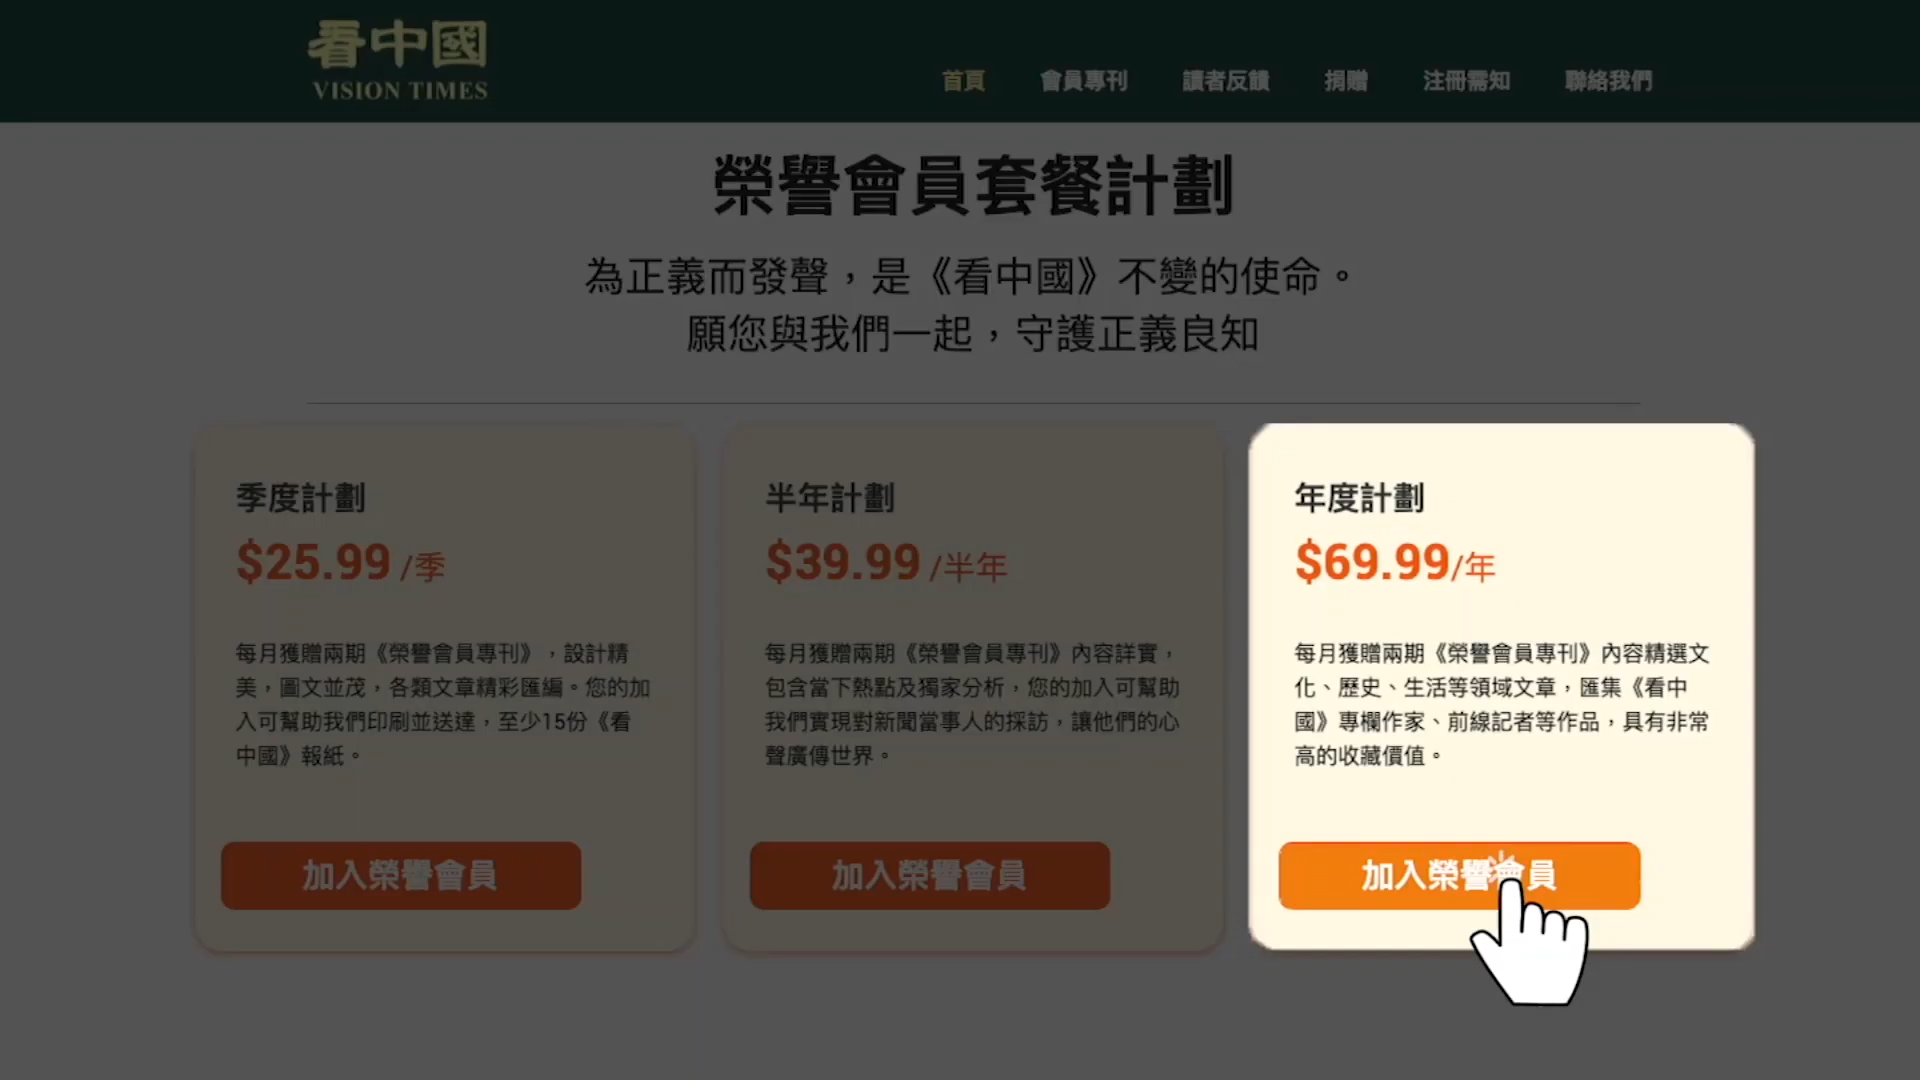 看中國
VISION TIMES
首頁 會員專刊 讀者反饋 捐贈 注冊需知 聯絡我們
榮譽會員套餐計劃
為正義而發聲，是《看中國》不變的使命。
願您與我們一起，守護正義良知
季度計劃
$25.99 /季
每月獲贈兩期《榮譽會員專刊》，設計精
美，圖文並茂，各類文章精彩匯編。您的加
入可幫助我們印刷並送達，至少15份《看
中國》報紙。
加入榮譽會員
半年計劃
$39.99 /半年
每月獲贈兩期《榮譽會員專刊》內容詳實，
包含當下熱點及獨家分析，您的加入可幫助
我們實現對新聞當事人的採訪，讓他們的心
聲廣傳世界。
加入榮譽會員
年度計劃
$69.99/年
每月獲贈兩期《榮譽會員專刊》內容精選文
化、歷史、生活等領域文章，匯集《看中
國》專欄作家、前線記者等作品，具有非常
高的收藏價值。
加入榮譽會員